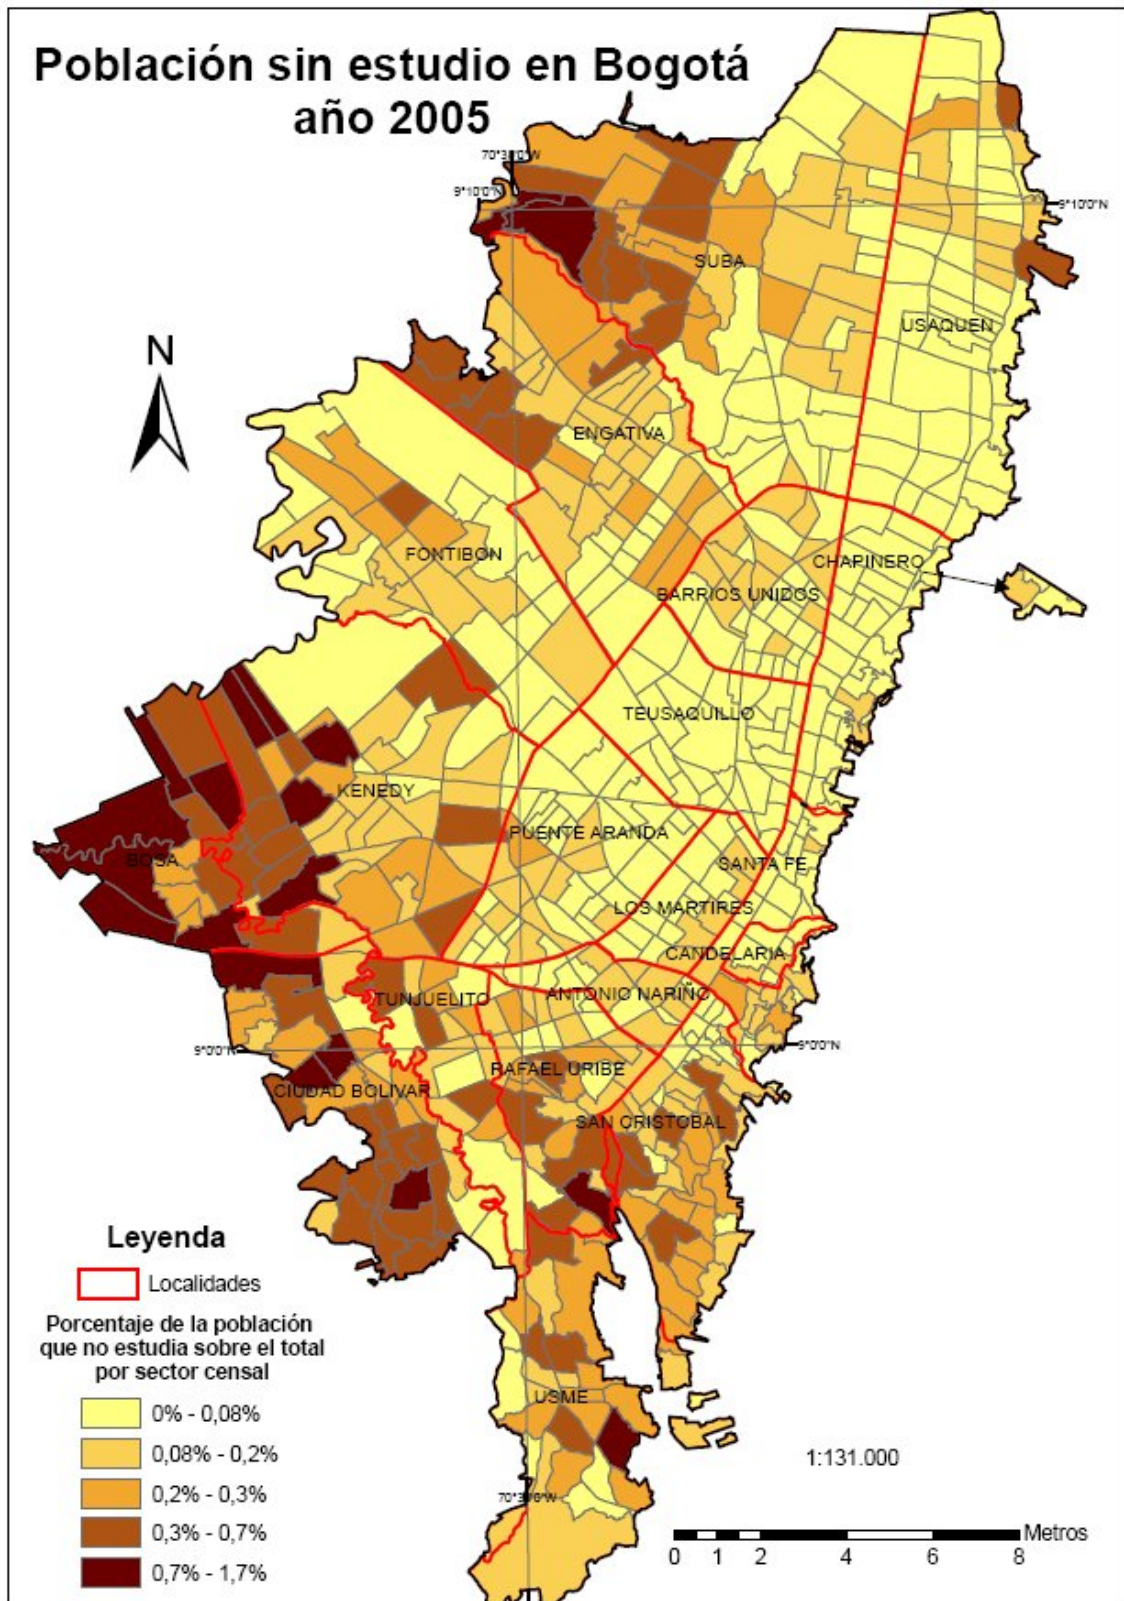 Población sin estudio en Bogotá
año 2005
9°10'0"N
9°10'0"N
N
SUBA
USAQUEN
ENGATIVA
FONTIBON
CHAPINERO
BARRIOS UNIDOS
TEUSAQUILLO
KENEDY
PUENTE ARANDA
BOSA
SANTA FE
LOS MARTIRES
CANDELARIA
TUNJUELITO
ANTONIO NARIÑO
9°0'0"N
9°0'0"N
RAFAEL URIBE
CIUDAD BOLIVAR
SAN CRISTOBAL
USME
Leyenda
Localidades
Porcentaje de la población
que no estudia sobre el total
por sector censal
0% - 0,08%
0,08% - 0,2%
0,2% - 0,3%
0,3% - 0,7%
0,7% - 1,7%
1:131.000
Metros
0 1 2 4 6 8